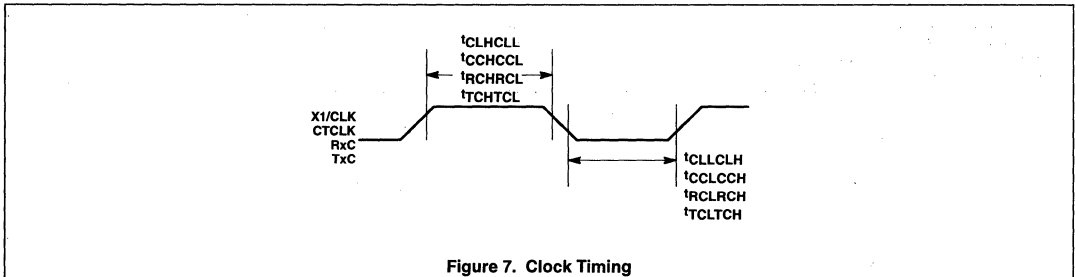 tCLHCLL
tCCHCCL
tRCHRCL
tTCHTCL
X1/CLK
CTCLK
RxC
TxC
tCLLCLH
tCCLCCH
tRCLRCH
tTCLTCH
Figure 7. Clock Timing